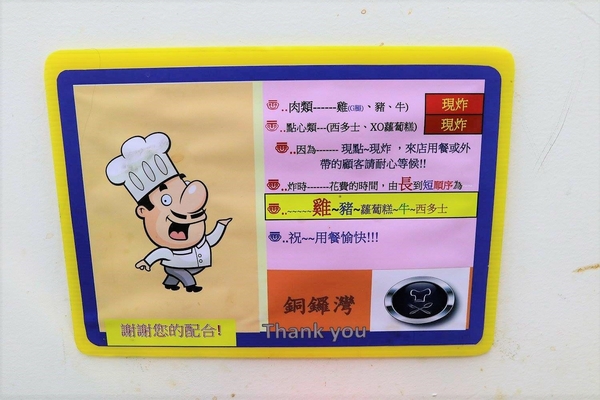 ..肉類------雞(G腿)、豬、牛) 現炸
..點心類---(西多士、XO蘿蔔糕) 現炸
..因為------- 現點~現炸 ，來店用餐或外
帶的顧客請耐心等候!!
..炸時-------花費的時間，由長到短順序為
..~~~~~雞~豬~蘿蔔糕~牛~西多士
..祝~~用餐愉快!!!
銅鑼灣
謝謝您的配合!
Thank you